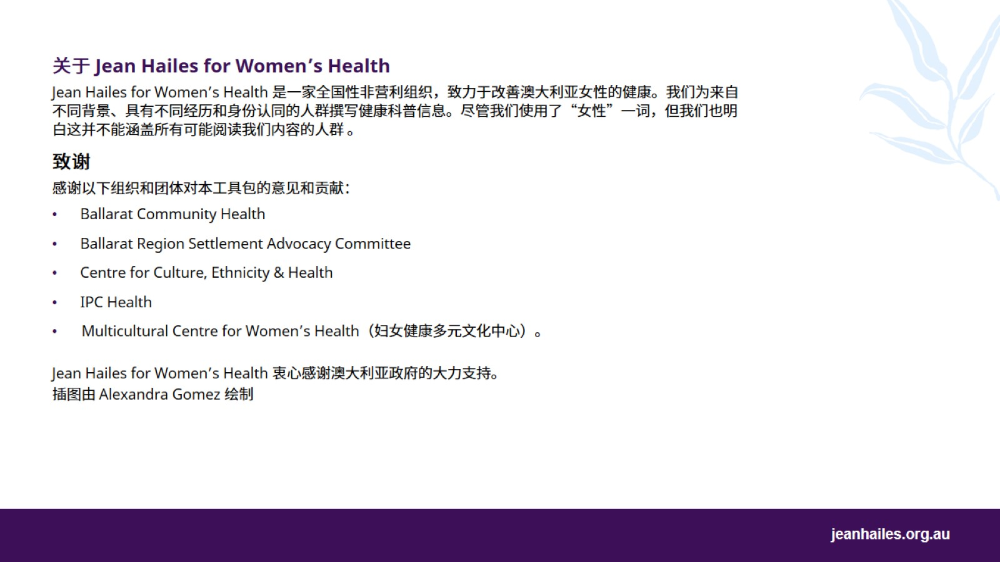 关于 Jean Hailes for Women’s Health
Jean Hailes for Women’s Health 是一家全国性非营利组织，致力于改善澳大利亚女性的健康。我们为来自
不同背景、具有不同经历和身份认同的人群撰写健康科普信息。尽管我们使用了“女性”一词，但我们也明
白这并不能涵盖所有可能阅读我们内容的人群 。
致谢
感谢以下组织和团体对本工具包的意见和贡献：
• Ballarat Community Health
• Ballarat Region Settlement Advocacy Committee
• Centre for Culture, Ethnicity & Health
• IPC Health
• Multicultural Centre for Women’s Health（妇女健康多元文化中心）。
Jean Hailes for Women’s Health 衷心感谢澳大利亚政府的大力支持。
插图由 Alexandra Gomez 绘制
jeanhailes.org.au